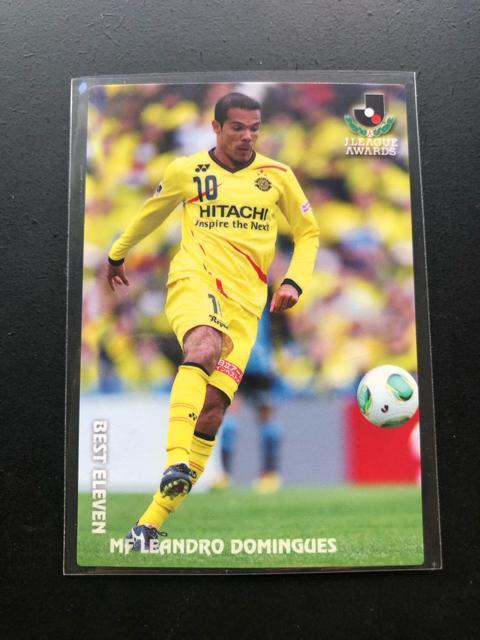 J.LEAGUE
AWARDS
10
HITACHI
Inspire the Next
BEST ELEVEN
MF LEANDRO DOMINGUES